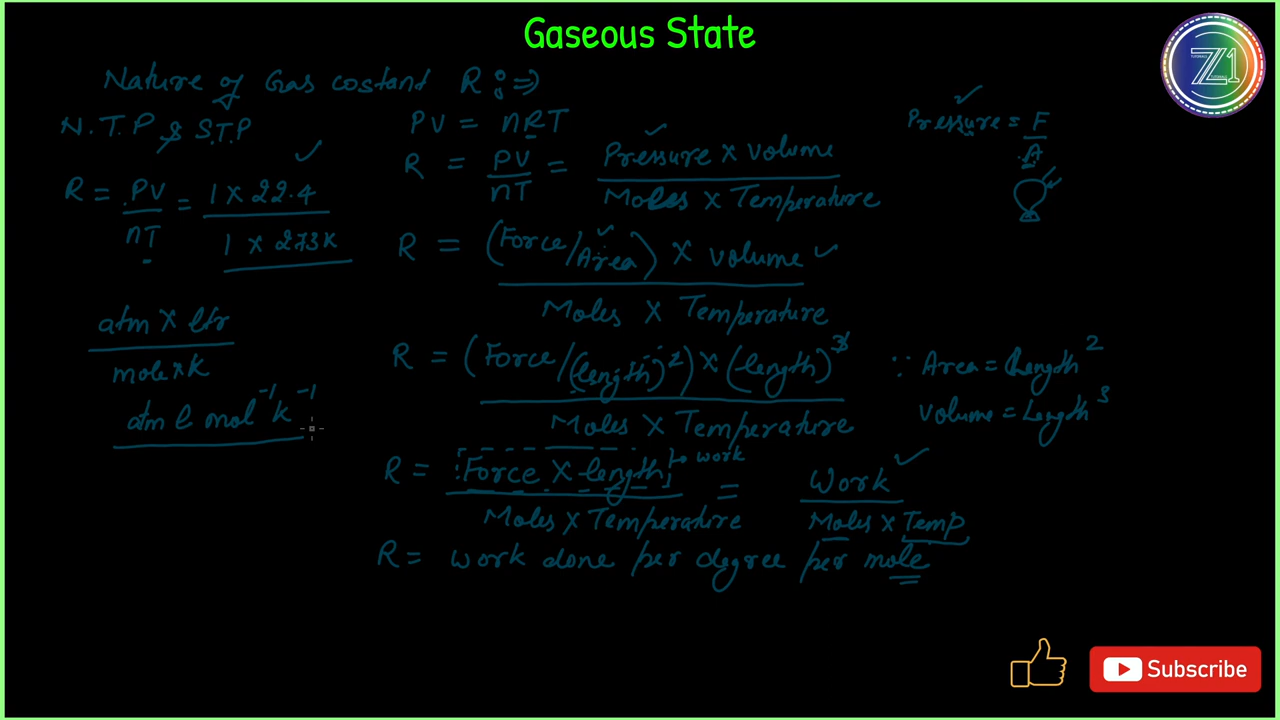 Gaseous State
Z1
Nature of Gas costant R :⇒
N.T.P & S.T.P
R = PV/nT = 1 X 22.4 / 1 X 273K
atm X ltr / mole x K
atm l mol⁻¹ K⁻¹
PV = nRT
R = PV/nT = Pressure X volume / Moles X Temperature
R = (Force/Area) X volume / Moles X Temperature
R = (Force/(length)²) X (length)³ / Moles X Temperature
R = Force X length → work / Moles X Temperature = Work / Moles X Temp
R = work done per degree per mole
Pressure = F/A
∵ Area = Length²
Volume = Length³
Subscribe